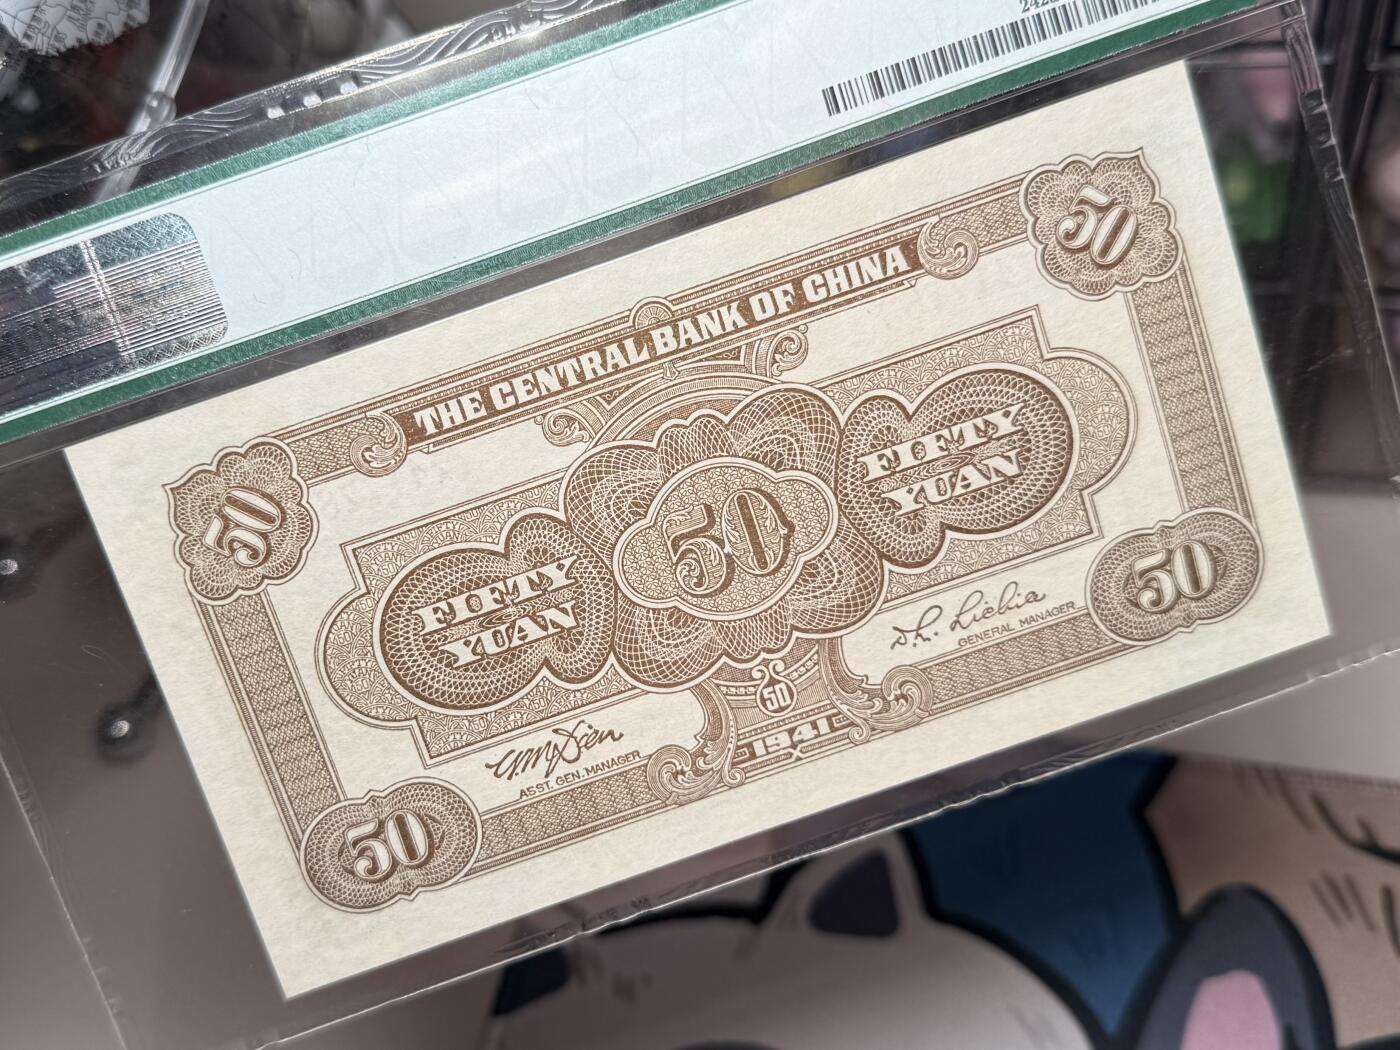 THE CENTRAL BANK OF CHINA
50
50
FIFTY
YUAN
50
FIFTY
YUAN
ASST. GEN. MANAGER
GENERAL MANAGER
50
50
50
1941